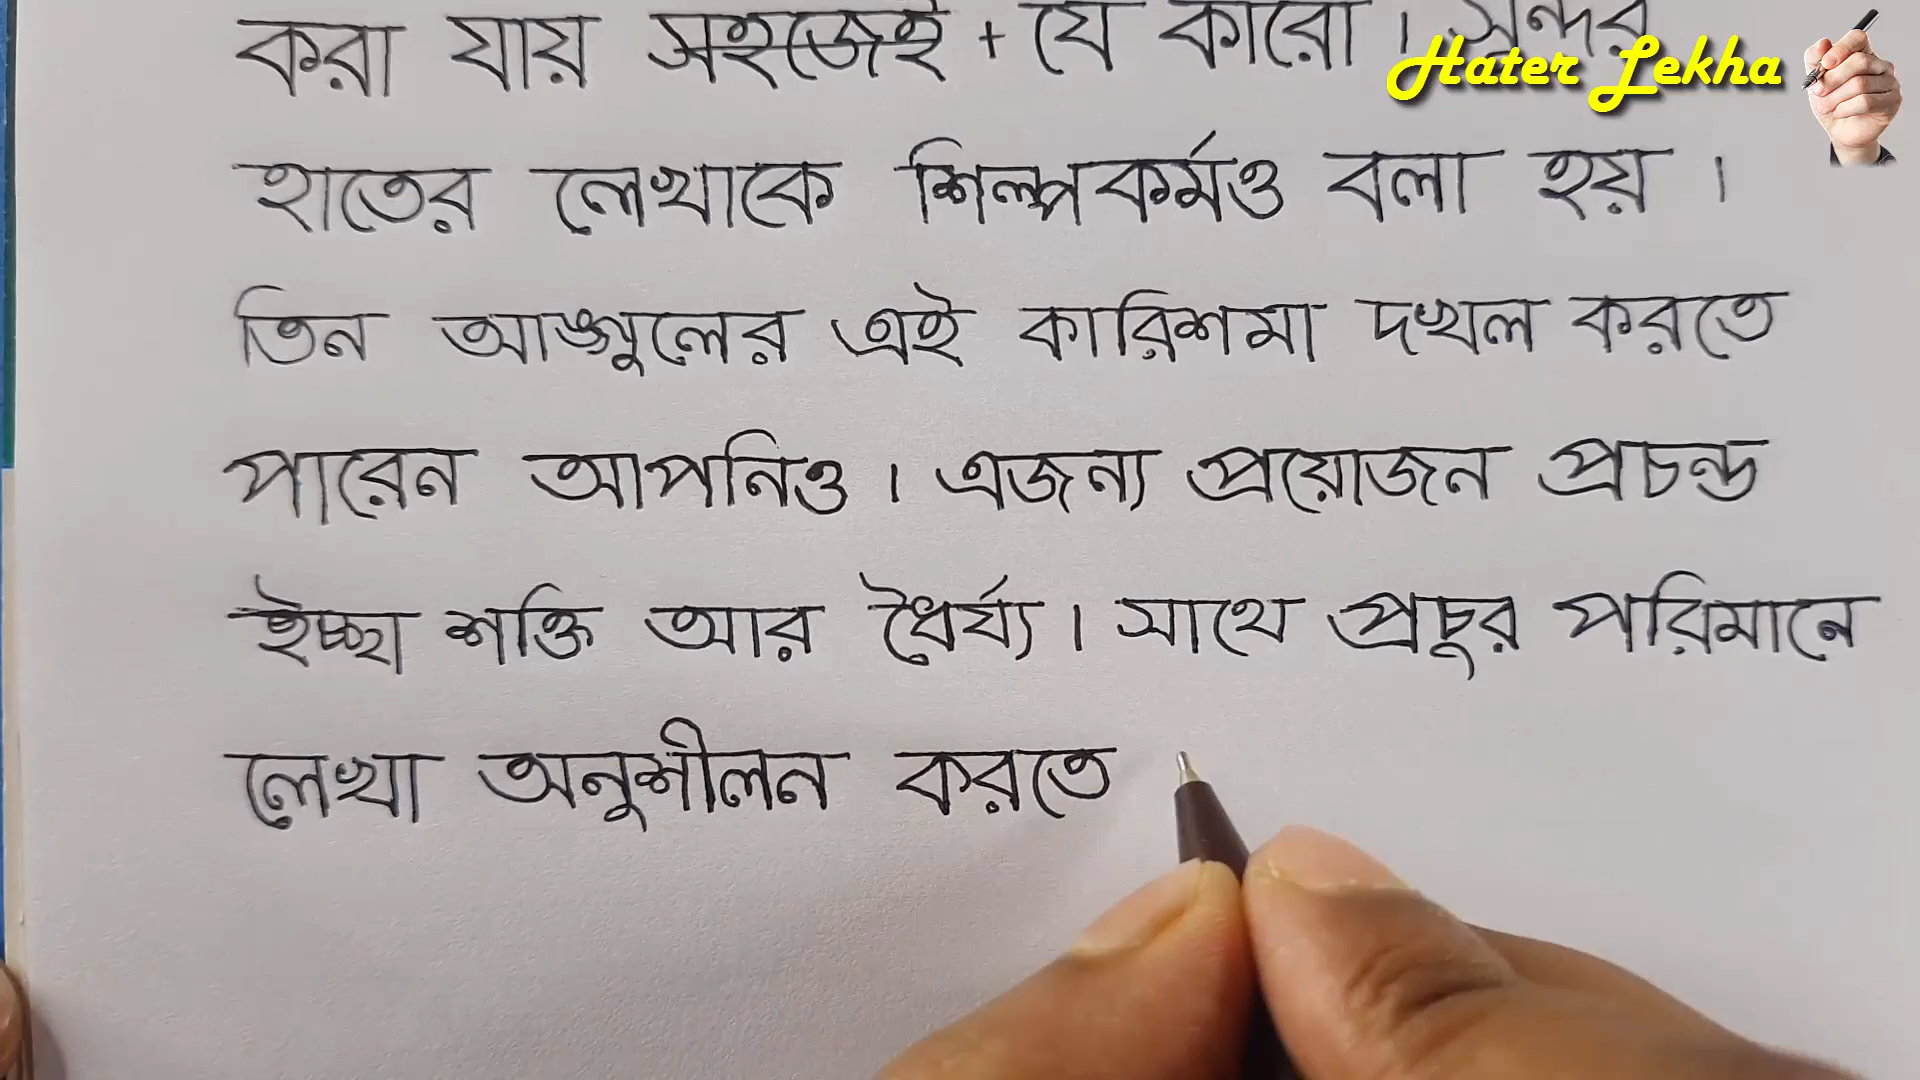 করা যায় সহজেই + যে কারো । সুন্দর
Hater Lekha
হাতের লেখাকে শিল্পকর্মও বলা হয় ।
তিন আঙ্গুলের এই কারিশমা দখল করতে
পারেন আপনিও । এজন্য প্রয়োজন প্রচন্ড
ইচ্ছা শক্তি আর ধৈর্য্য । সাথে প্রচুর পরিমানে
লেখা অনুশীলন করতে